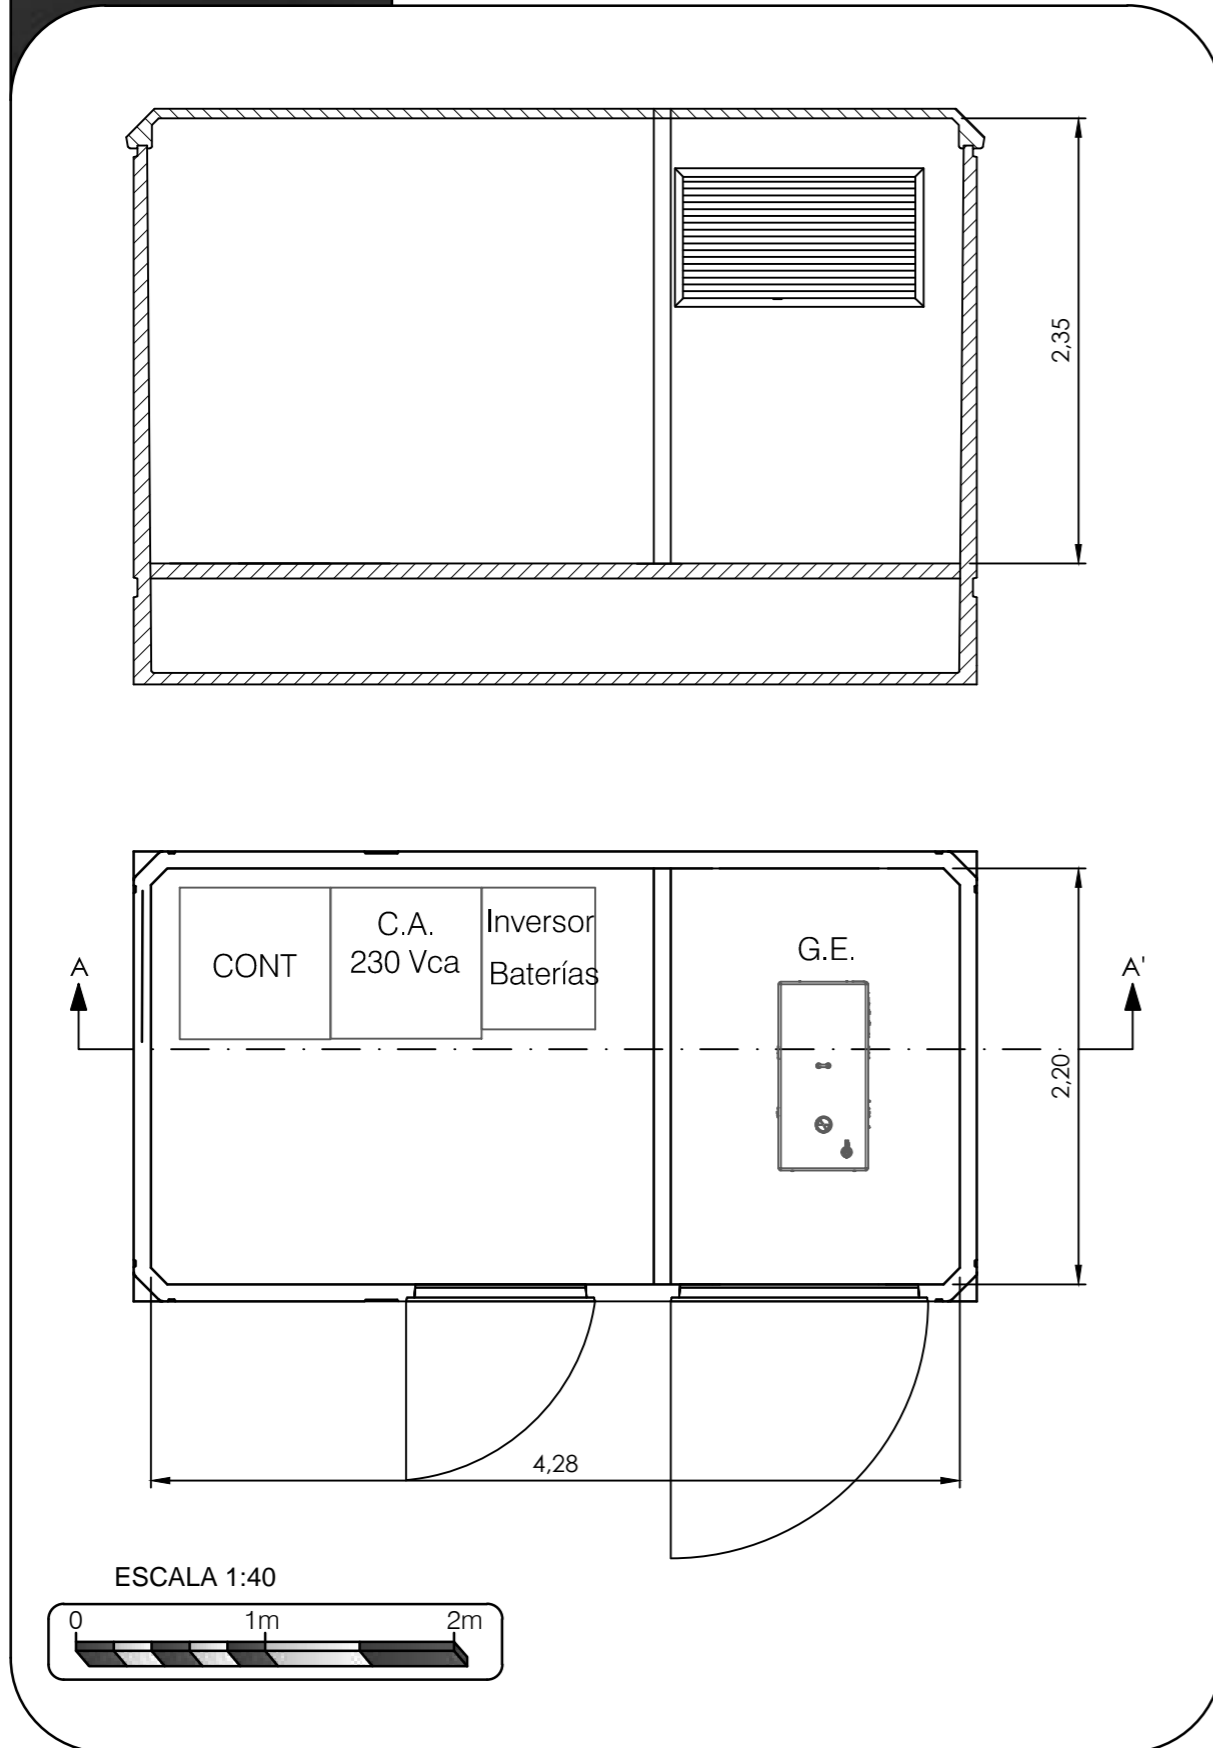 2,35
C.A.
230 Vca
Inversor
Baterías
CONT
G.E.
A
A'
2,20
4,28
ESCALA 1:40
0
1m
2m